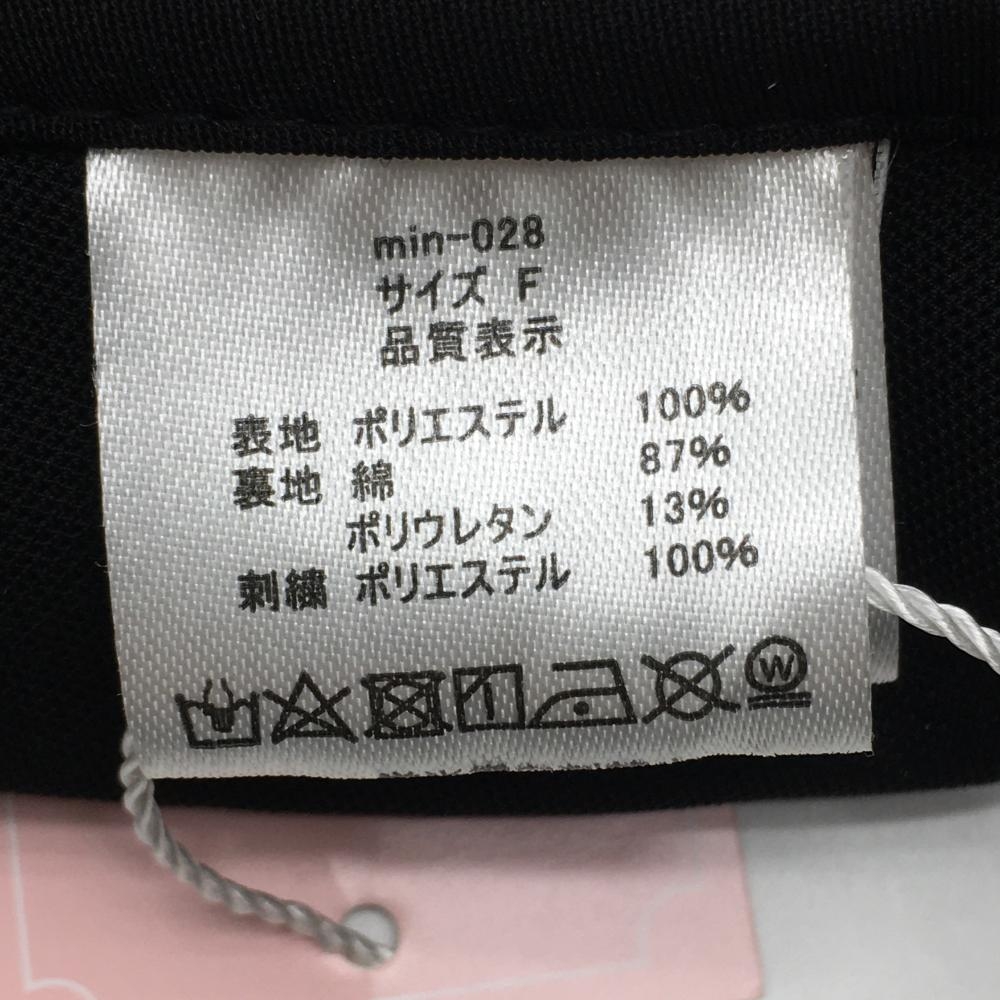 min-028
サイズ F
品質表示
表地 ポリエステル 100%
裏地 綿 87%
ポリウレタン 13%
刺繍 ポリエステル 100%
W